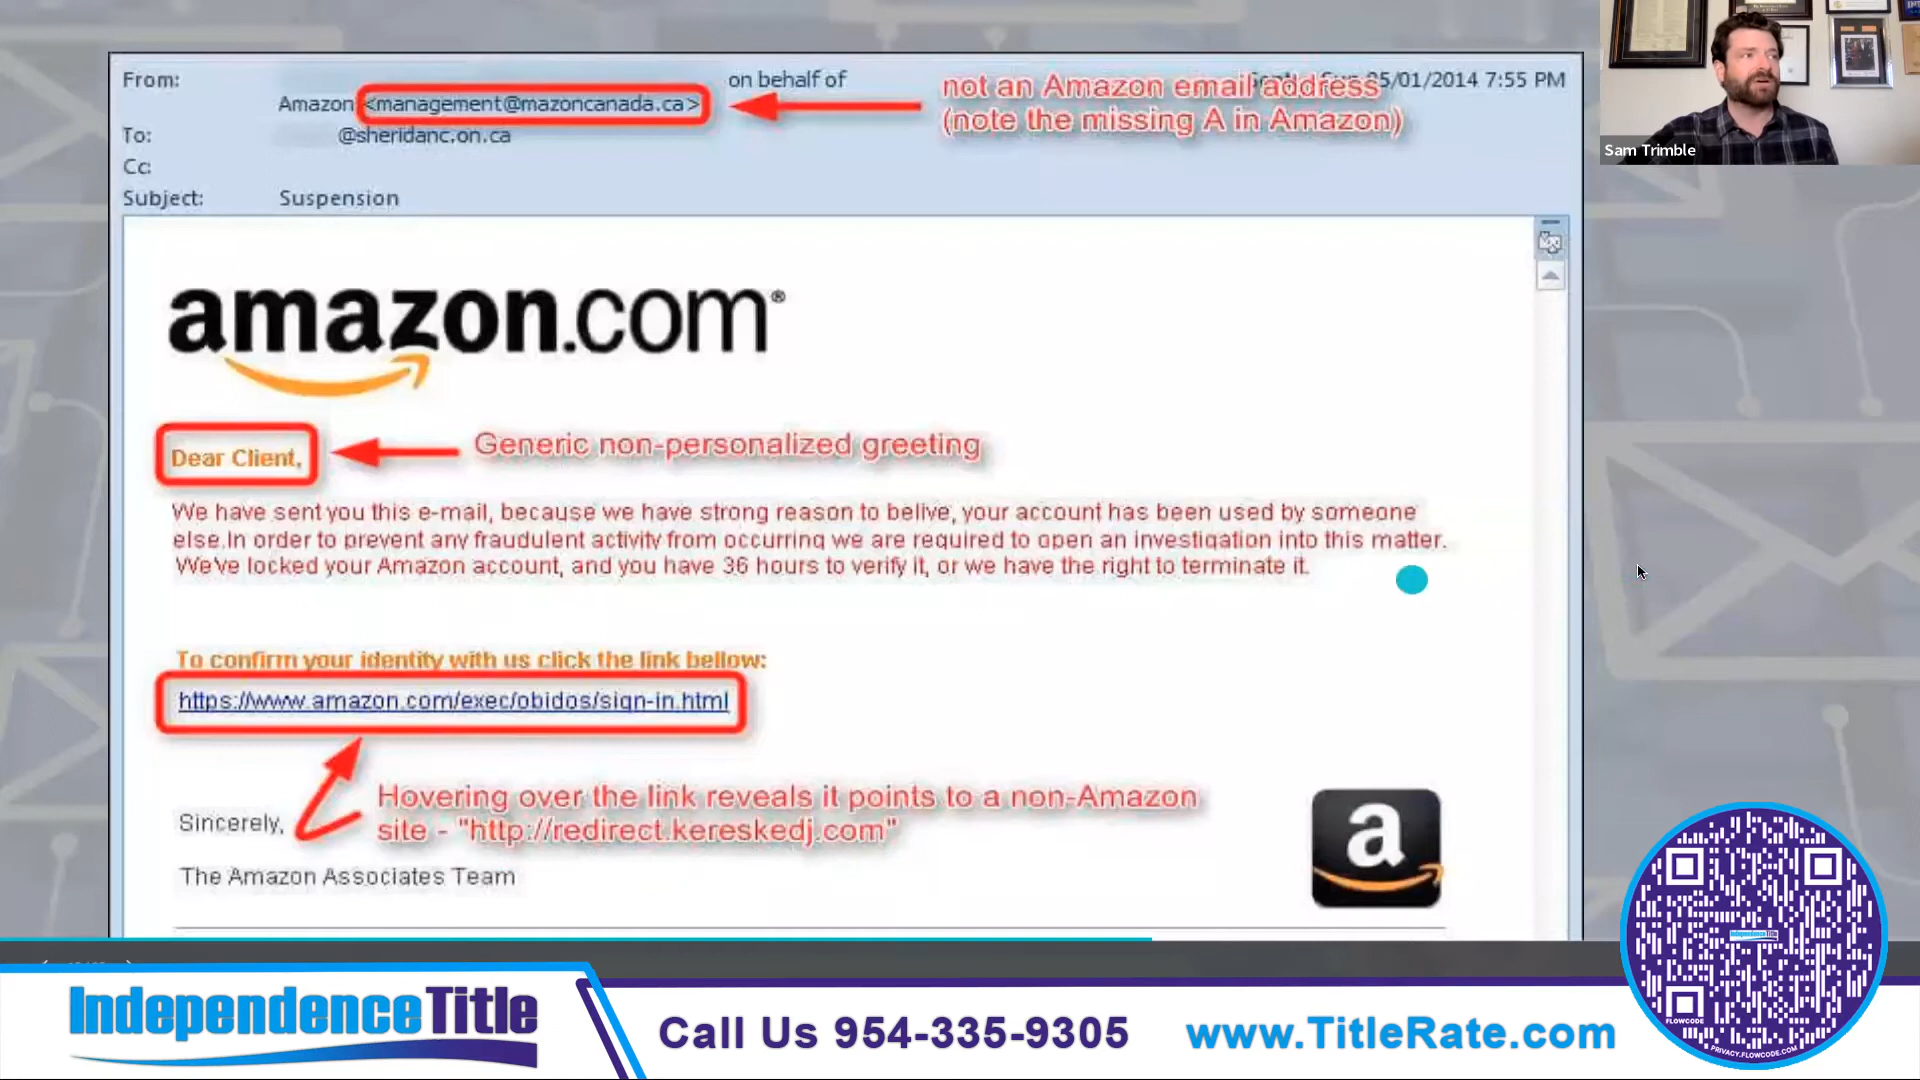 From:
on behalf of
05/01/2014 7:55 PM
Amazon <management@mazoncanada.ca>
not an Amazon email address
(note the missing A in Amazon)
To:
@sheridanc.on.ca
Cc:
Subject:
Suspension
Sam Trimble
amazon.com®
Dear Client,
Generic non-personalized greeting
We have sent you this e-mail, because we have strong reason to belive, your account has been used by someone
else.In order to prevent any fraudulent activity from occurring we are required to open an investigation into this matter.
We've locked your Amazon account, and you have 36 hours to verify it, or we have the right to terminate it.
To confirm your identity with us click the link bellow:
https://www.amazon.com/exec/obidos/sign-in.html
Hovering over the link reveals it points to a non-Amazon
site - "http://redirect.kereskedj.com"
Sincerely,
The Amazon Associates Team
a
Independence Title
Call Us 954-335-9305
www.TitleRate.com
IndependenceTitle
FLOWCODE
PRIVACY.FLOWCODE.COM